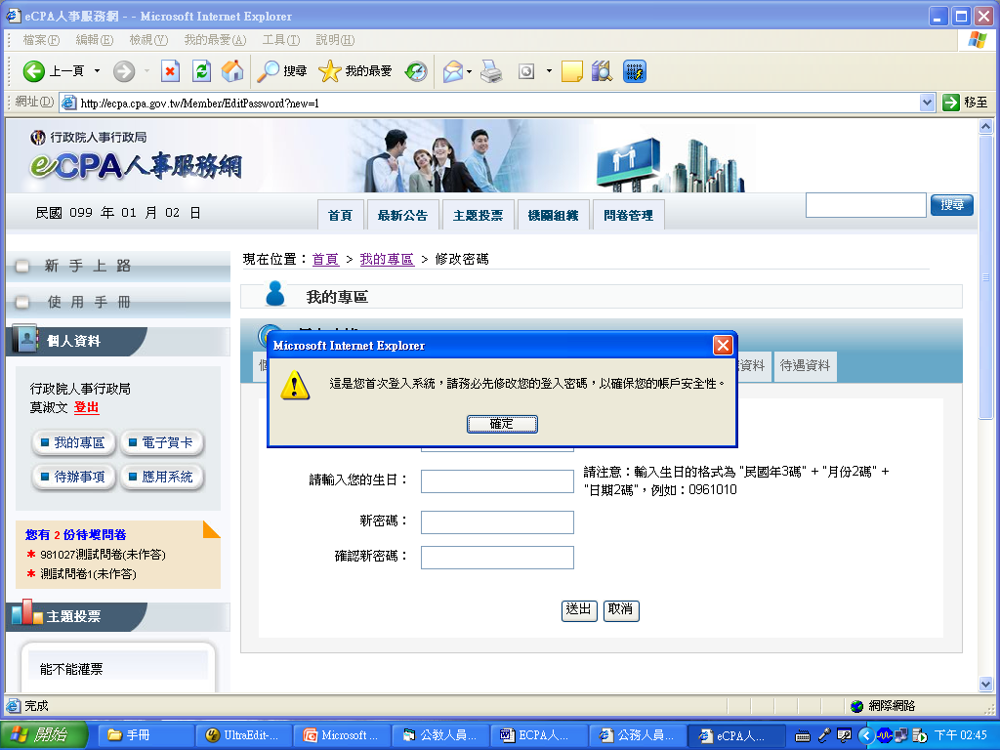 eCPA人事服務網 - - Microsoft Internet Explorer
檔案(F) 編輯(E) 檢視(V) 我的最愛(A) 工具(T) 說明(H)
上一頁 搜尋 我的最愛
網址(D) http://ecpa.cpa.gov.tw/Member/EditPassword?new=1 移至
行政院人事行政局
eCPA人事服務網
民國 099 年 01 月 02 日
首頁 最新公告 主題投票 機關組織 問卷管理
搜尋
新 手 上 路
使 用 手 冊
個人資料
行政院人事行政局
莫淑文 登出
我的專區 電子賀卡
待辦事項 應用系統
您有 2 份待填問卷
* 981027測試問卷(未作答)
* 測試問卷1(未作答)
主題投票
能不能灌票
現在位置：首頁 > 我的專區 > 修改密碼
我的專區
資料 待遇資料
Microsoft Internet Explorer
這是您首次登入系統，請務必先修改您的登入密碼，以確保您的帳戶安全性。
確定
請輸入您的生日：
請注意：輸入生日的格式為 "民國年3碼" + "月份2碼" +
"日期2碼"，例如：0961010
新密碼：
確認新密碼：
送出 取消
完成 網際網路
開始 手冊 UltraEdit-... Microsoft ... 公教人員... ECPA人... 公務人員... eCPA人... 下午 02:45